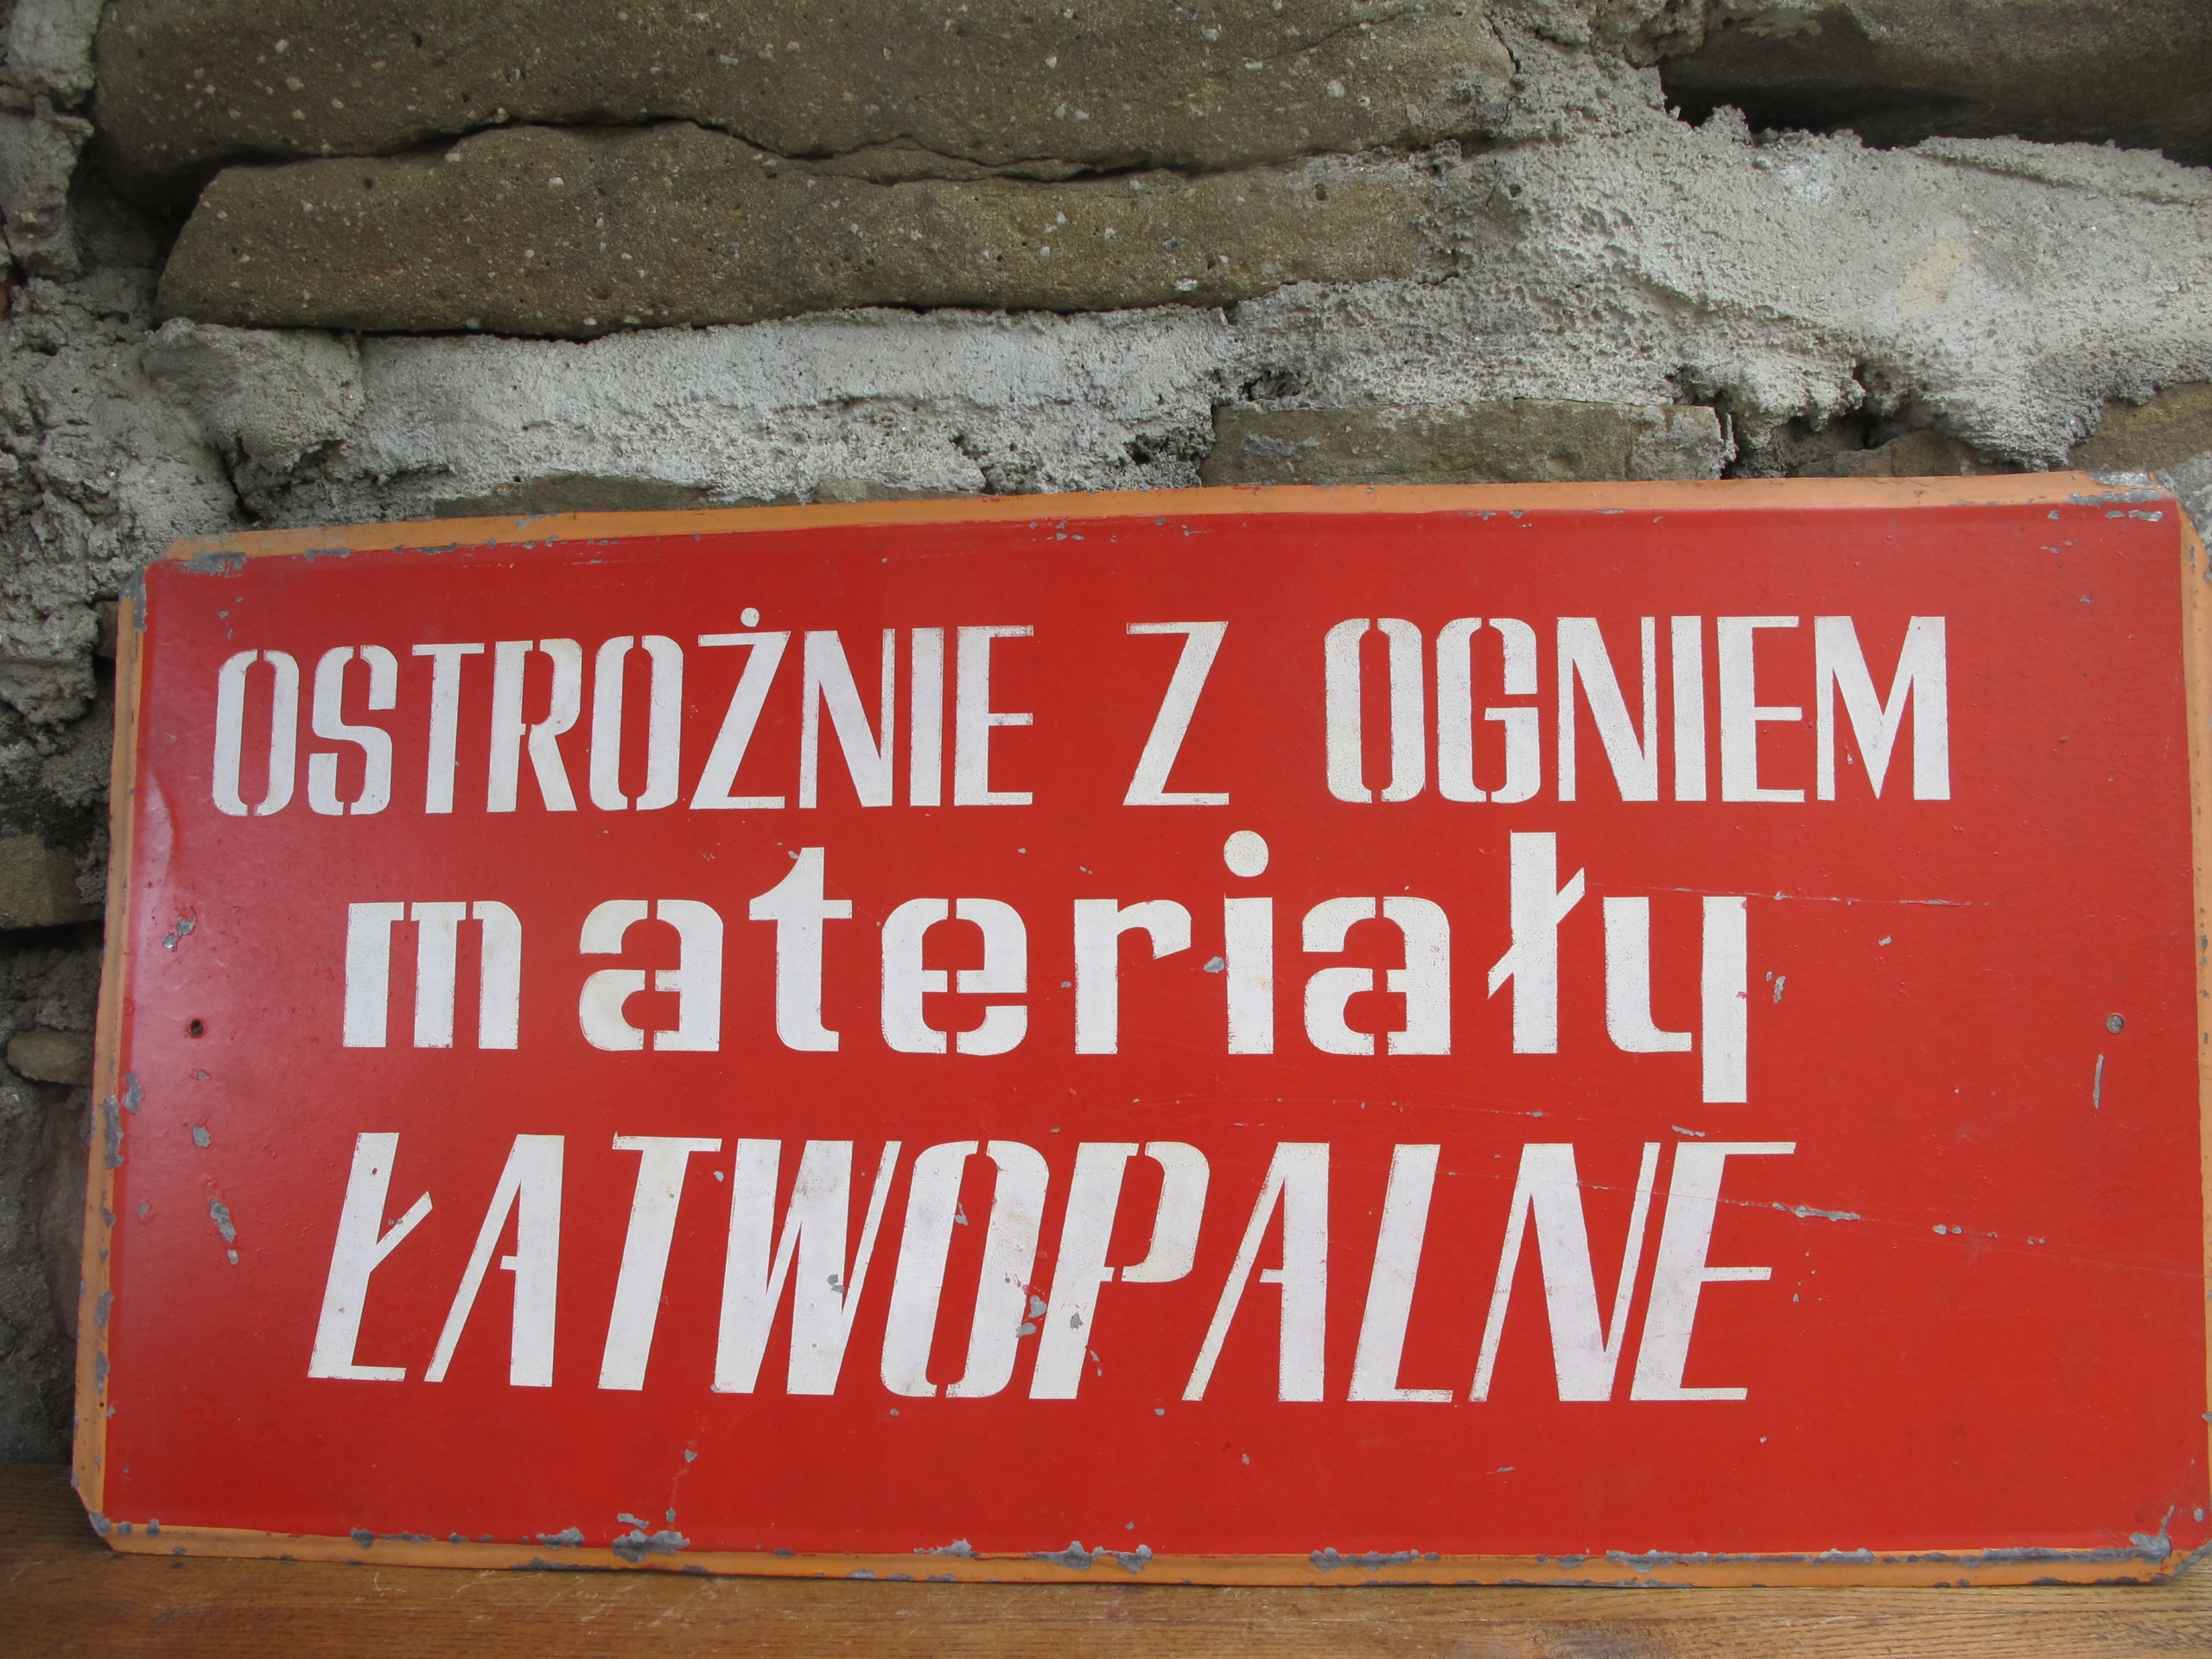 OSTROŻNIE Z OGNIEM
materiały
ŁATWOPALNE